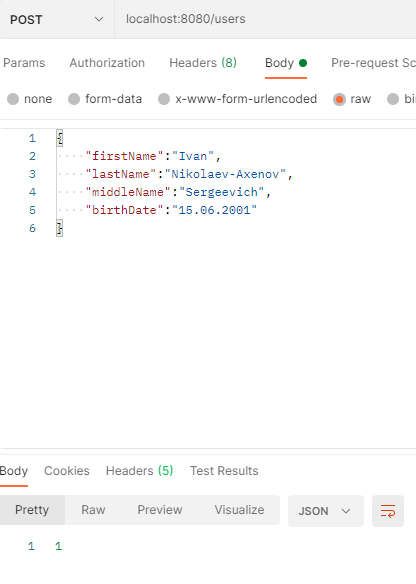 POST localhost:8080/users
Params Authorization Headers (8) Body Pre-request Sc
none form-data x-www-form-urlencoded raw bi
1 {
2 "firstName":"Ivan",
3 "lastName":"Nikolaev-Axenov",
4 "middleName":"Sergeevich",
5 "birthDate":"15.06.2001"
6 }
Body Cookies Headers (5) Test Results
Pretty Raw Preview Visualize JSON
1 1